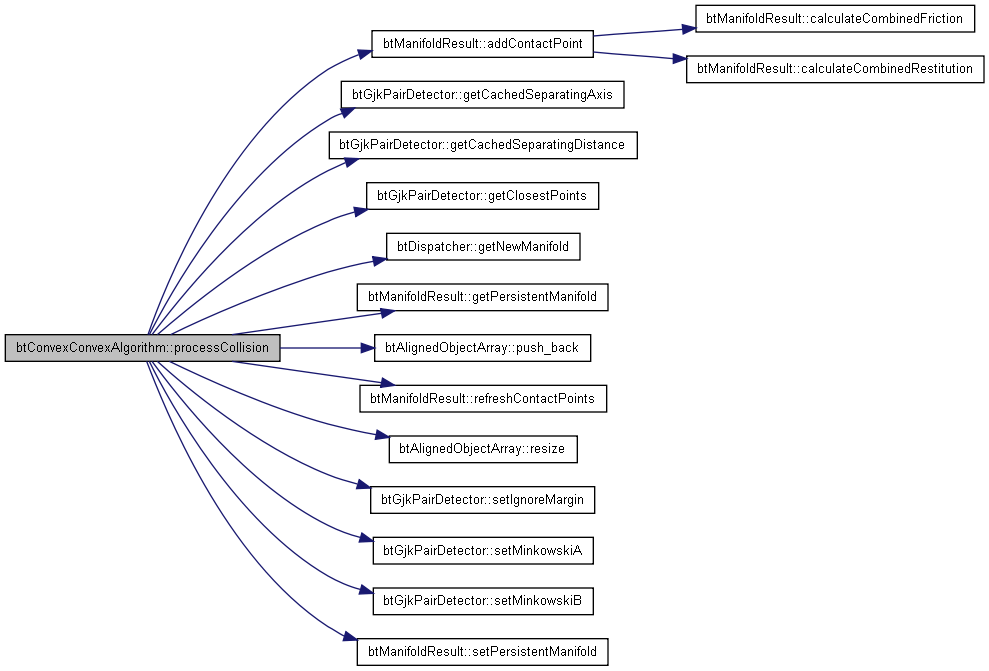 btManifoldResult::calculateCombinedFriction
btManifoldResult::addContactPoint
btManifoldResult::calculateCombinedRestitution
btGjkPairDetector::getCachedSeparatingAxis
btGjkPairDetector::getCachedSeparatingDistance
btGjkPairDetector::getClosestPoints
btDispatcher::getNewManifold
btManifoldResult::getPersistentManifold
btConvexConvexAlgorithm::processCollision
btAlignedObjectArray::push_back
btManifoldResult::refreshContactPoints
btAlignedObjectArray::resize
btGjkPairDetector::setIgnoreMargin
btGjkPairDetector::setMinkowskiA
btGjkPairDetector::setMinkowskiB
btManifoldResult::setPersistentManifold